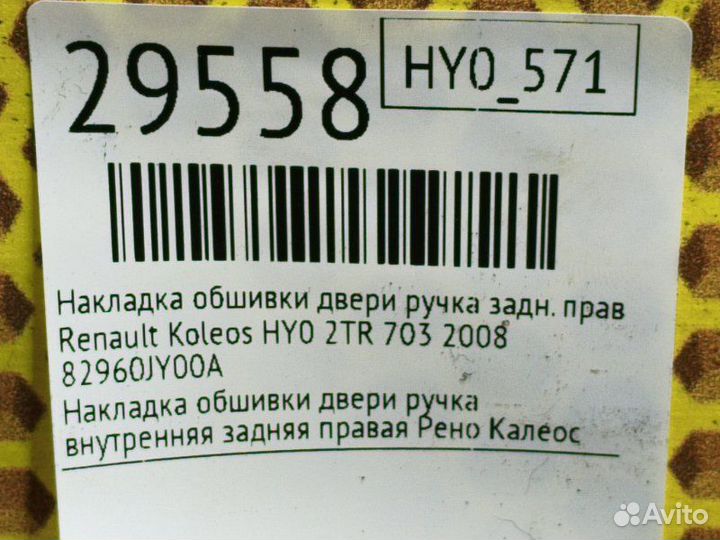 29558
HY0_571
Накладка обшивки двери ручка задн. прав
Renault Koleos HY0 2TR 703 2008
82960JY00A
Накладка обшивки двери ручка
внутренняя задняя правая Рено Калеос
Avito